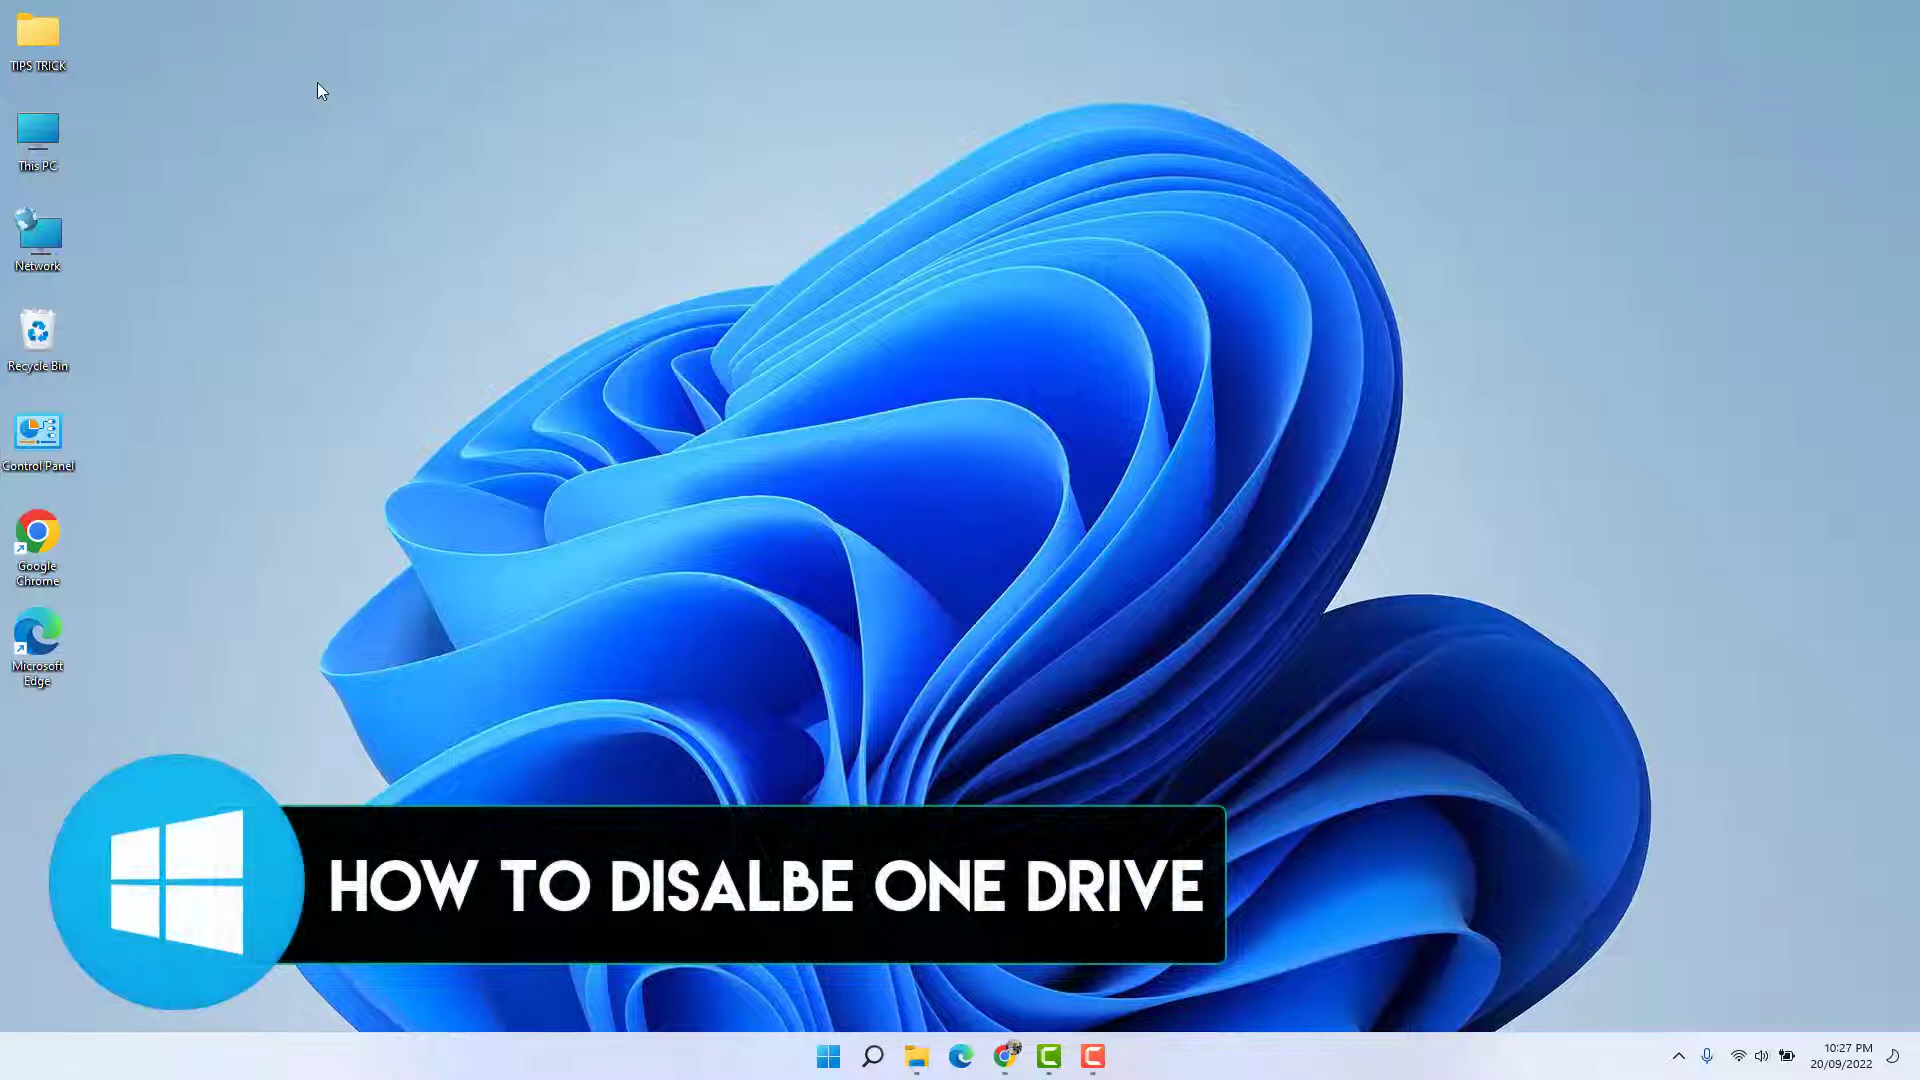 TIPS TRICK
This PC
Network
Recycle Bin
Control Panel
Google
Chrome
Microsoft
Edge
HOW TO DISALBE ONE DRIVE
10:27 PM
20/09/2022